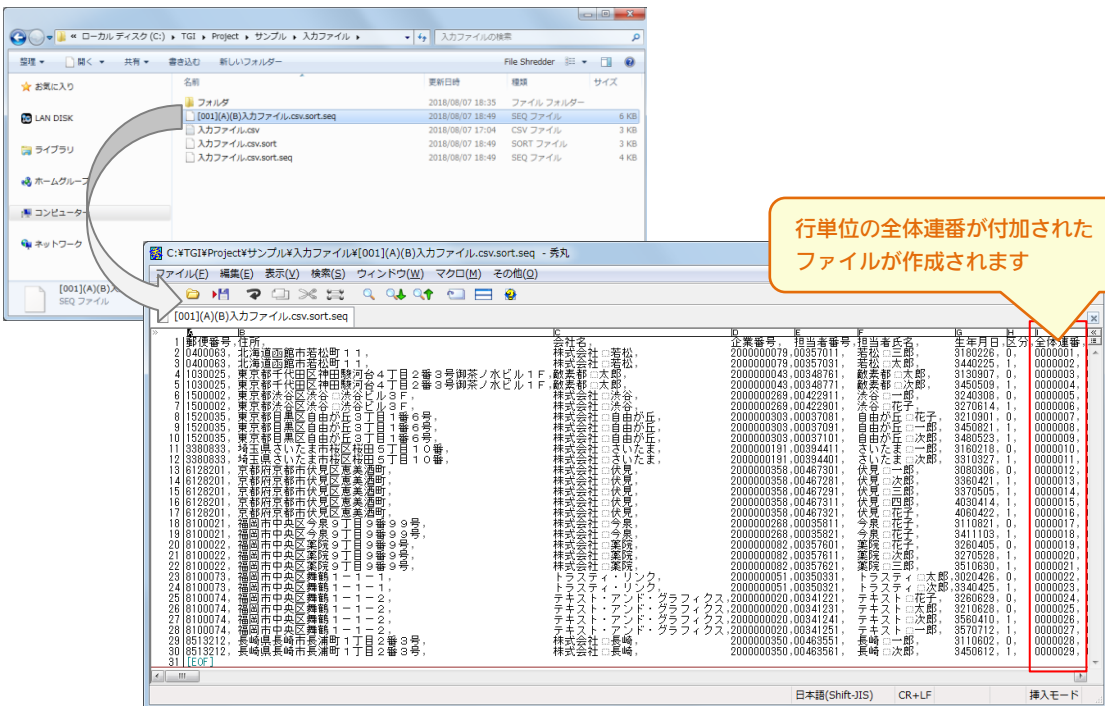 « ローカル ディスク (C:) ▸ TGI ▸ Project ▸ サンプル ▸ 入力ファイル ▸
入力ファイルの検索
整理 ▼ 開く ▼ 共有 ▼ 書き込む 新しいフォルダー File Shredder
お気に入り
LAN DISK
ライブラリ
ホームグループ
コンピューター
ネットワーク
名前 更新日時 種類 サイズ
フォルダ 2018/08/07 18:35 ファイル フォルダー
[001](A)(B)入力ファイル.csv.sort.seq 2018/08/07 18:49 SEQ ファイル 6 KB
入力ファイル.csv 2018/08/07 17:04 CSV ファイル 3 KB
入力ファイル.csv.sort 2018/08/07 18:49 SORT ファイル 3 KB
入力ファイル.csv.sort.seq 2018/08/07 18:49 SEQ ファイル 4 KB
[001](A)(B)入
SEQ ファイル
行単位の全体連番が付加された
ファイルが作成されます
C:¥TGI¥Project¥サンプル¥入力ファイル¥[001](A)(B)入力ファイル.csv.sort.seq - 秀丸
ファイル(F) 編集(E) 表示(V) 検索(S) ウィンドウ(W) マクロ(M) その他(O)
[001](A)(B)入力ファイル.csv.sort.seq
A B C D E F G H I
1 郵便番号,住所, 会社名, 企業番号, 担当者番号,担当者氏名, 生年月日,区分,全体連番,
2 0400063, 北海道函館市若松町１１, 株式会社□若松, 2000000079,00357011, 若松□三郎, 3180226, 0, 0000001,
3 0400063, 北海道函館市若松町１１, 株式会社□若松, 2000000079,00357031, 若松□花子, 3440225, 1, 0000002,
4 1030025, 東京都千代田区神田駿河台４丁目２番３号御茶ノ水ビル１Ｆ,敵素都□太郎, 2000000043,00348761, 敵素都□太郎, 3130907, 0, 0000003,
5 1030025, 東京都千代田区神田駿河台４丁目２番３号御茶ノ水ビル１Ｆ,敵素都□太郎, 2000000043,00348771, 敵素都□次郎, 3450509, 1, 0000004,
6 1500002, 東京都渋谷区渋谷□渋谷ビル３Ｆ, 株式会社□渋谷, 2000000269,00422911, 渋谷□一郎, 3240308, 0, 0000005,
7 1500002, 東京都渋谷区渋谷□渋谷ビル３Ｆ, 株式会社□渋谷, 2000000269,00422901, 渋谷□花子, 3270614, 1, 0000006,
8 1520035, 東京都目黒区自由が丘３丁目１番６号, 株式会社□自由が丘, 2000000303,00037081, 自由が丘□花子, 3210901, 0, 0000007,
9 1520035, 東京都目黒区自由が丘３丁目１番６号, 株式会社□自由が丘, 2000000303,00037091, 自由が丘□一郎, 3450821, 1, 0000008,
10 1520035, 東京都目黒区自由が丘３丁目１番６号, 株式会社□自由が丘, 2000000303,00037101, 自由が丘□次郎, 3480523, 1, 0000009,
11 3380833, 埼玉県さいたま市桜区桜田５丁目１０番, 株式会社□さいたま, 2000000191,00394411, さいたま□一郎, 3160218, 0, 0000010,
12 3380833, 埼玉県さいたま市桜区桜田５丁目１０番, 株式会社□さいたま, 2000000191,00394401, さいたま□次郎, 3310327, 1, 0000011,
13 6128201, 京都府京都市伏見区恵美酒町, 株式会社□伏見, 2000000358,00467301, 伏見□一郎, 3080306, 0, 0000012,
14 6128201, 京都府京都市伏見区恵美酒町, 株式会社□伏見, 2000000358,00467281, 伏見□次郎, 3360421, 1, 0000013,
15 6128201, 京都府京都市伏見区恵美酒町, 株式会社□伏見, 2000000358,00467291, 伏見□三郎, 3370505, 1, 0000014,
16 6128201, 京都府京都市伏見区恵美酒町, 株式会社□伏見, 2000000358,00467311, 伏見□四郎, 4030414, 1, 0000015,
17 6128201, 京都府京都市伏見区恵美酒町, 株式会社□伏見, 2000000358,00467321, 伏見□花子, 4060422, 1, 0000016,
18 8100021, 福岡市中央区今泉９丁目９番９９号, 株式会社□今泉, 2000000268,00035811, 今泉□花子, 3110821, 0, 0000017,
19 8100021, 福岡市中央区今泉９丁目９番９９号, 株式会社□今泉, 2000000268,00035821, 今泉□花子, 3411103, 1, 0000018,
20 8100022, 福岡市中央区薬院９丁目９番９号, 株式会社□薬院, 2000000082,00357601, 薬院□花子, 3260405, 0, 0000019,
21 8100022, 福岡市中央区薬院９丁目９番９号, 株式会社□薬院, 2000000082,00357611, 薬院□次郎, 3270528, 1, 0000020,
22 8100022, 福岡市中央区薬院９丁目９番９号, 株式会社□薬院, 2000000082,00357621, 薬院□三郎, 3510630, 1, 0000021,
23 8100073, 福岡市中央区舞鶴１－１－１, トラスティ・リンク, 2000000051,00350331, トラスティ□太郎,3020426, 0, 0000022,
24 8100073, 福岡市中央区舞鶴１－１－１, トラスティ・リンク, 2000000051,00350321, トラスティ□次郎,3340425, 1, 0000023,
25 8100074, 福岡市中央区舞鶴１－１－２, テキスト・アンド・グラフィクス,2000000020,00341221, テキスト□花子, 3260629, 0, 0000024,
26 8100074, 福岡市中央区舞鶴１－１－２, テキスト・アンド・グラフィクス,2000000020,00341231, テキスト□太郎, 3210628, 0, 0000025,
27 8100074, 福岡市中央区舞鶴１－１－２, テキスト・アンド・グラフィクス,2000000020,00341241, テキスト□次郎, 3560410, 1, 0000026,
28 8100074, 福岡市中央区舞鶴１－１－２, テキスト・アンド・グラフィクス,2000000020,00341251, テキスト□一郎, 3570712, 1, 0000027,
29 8513212, 長崎県長崎市長浦町１丁目２番３号, 株式会社□長崎, 2000000350,00463551, 長崎□一郎, 3110602, 0, 0000028,
30 8513212, 長崎県長崎市長浦町１丁目２番３号, 株式会社□長崎, 2000000350,00463561, 長崎□次郎, 3450612, 1, 0000029,
31 [EOF]
日本語(Shift-JIS) CR+LF 挿入モード